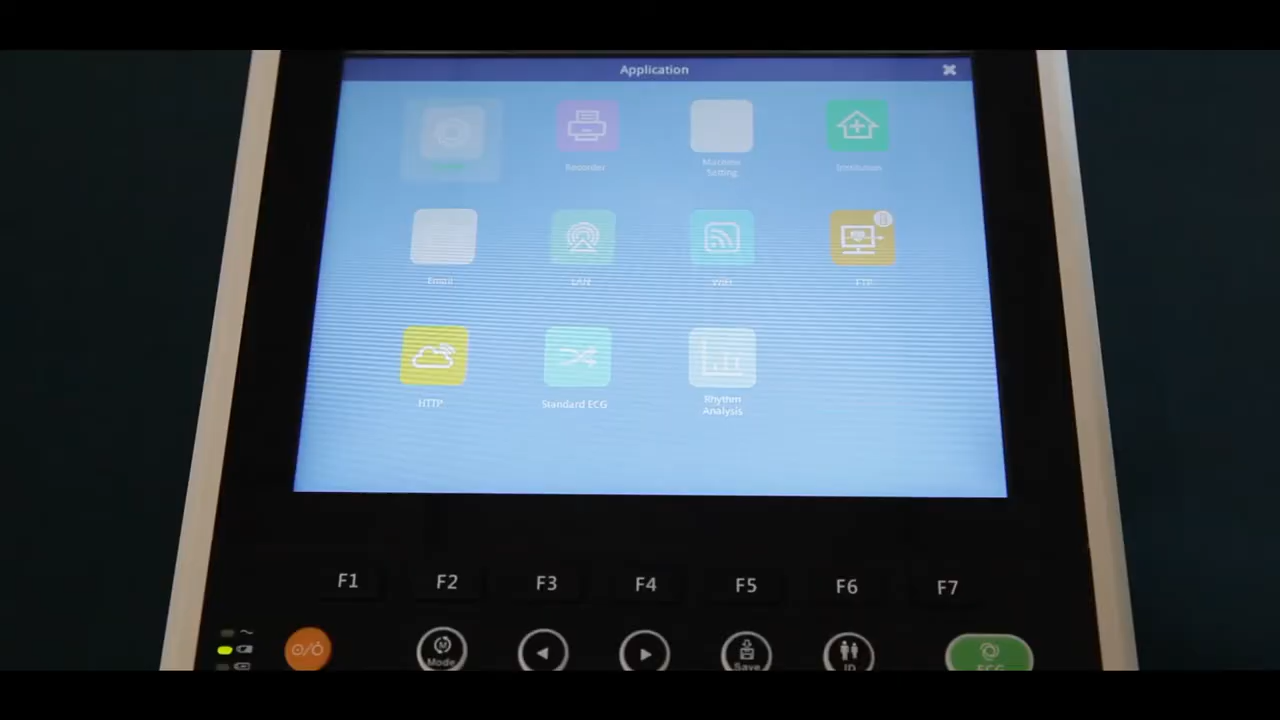 Application
Recorder
Machine
Setting
Institution
Email
LAN
WiFi
FTP
HTTP
Standard ECG
Rhythm
Analysis
F1
F2
F3
F4
F5
F6
F7
M
Mode
Save
ID
ECG